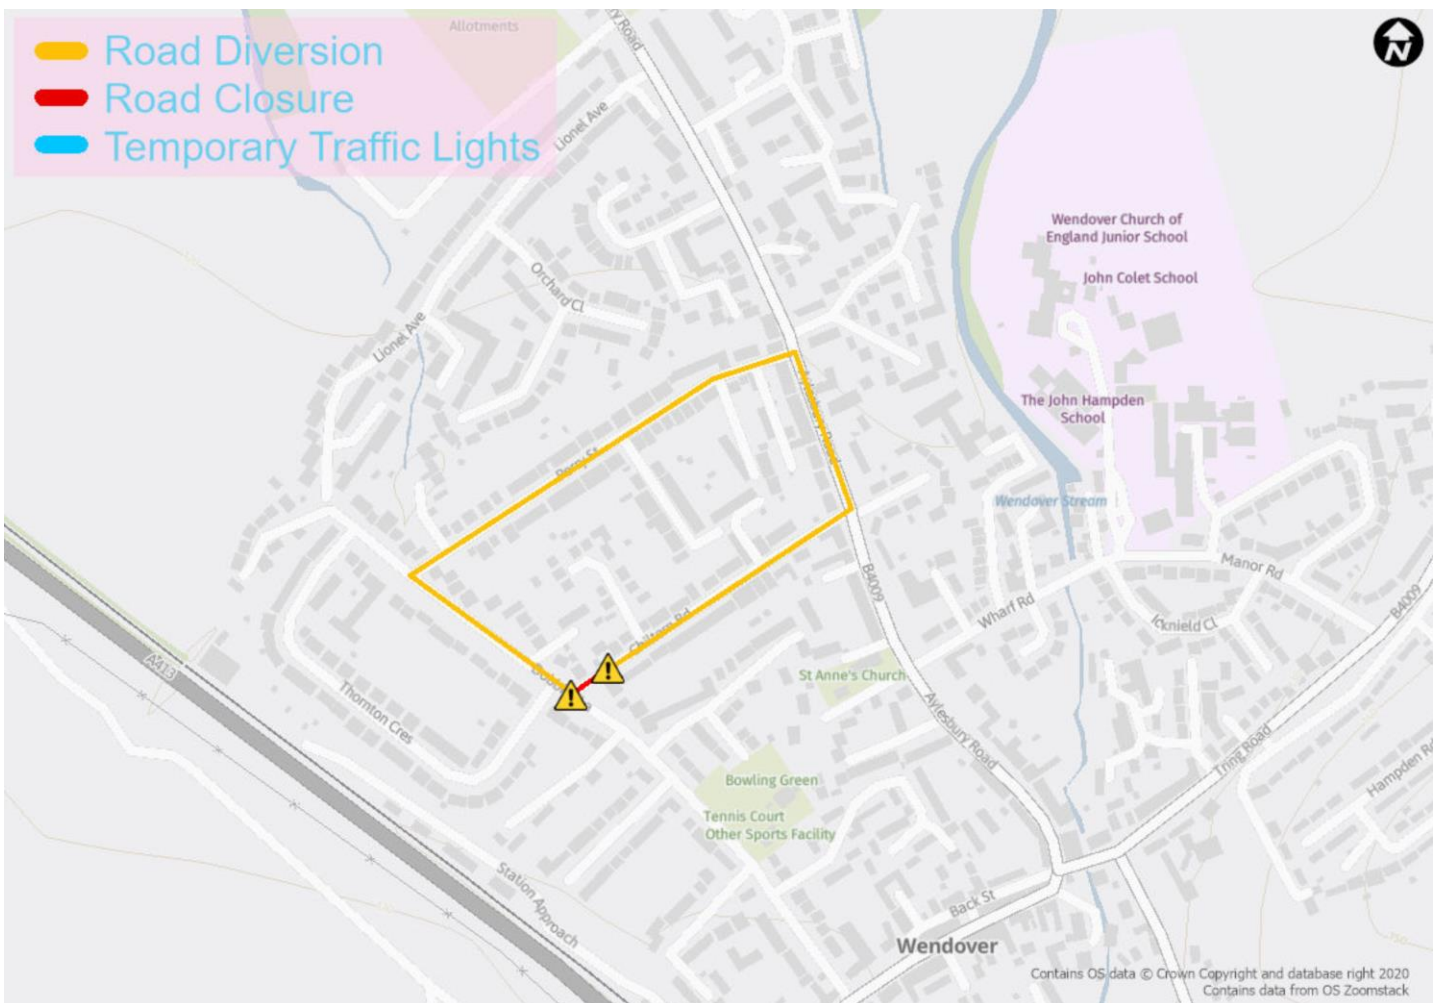 Road Diversion
Road Closure
Temporary Traffic Lights
Allotments
N
Lionel Ave
Orchard Cl
Lionel Ave
Wendover Church of
England Junior School
John Colet School
The John Hampden
School
Aylesbury Road
Wendover Stream
B4009
Manor Rd
Wharf Rd
Icknield Cl
B4009
Chiltern Rd
A413
Thornton Cres
St Anne's Church
Aylesbury Road
Tring Road
Hampden Rd
Bowling Green
Tennis Court
Other Sports Facility
Station Approach
Back St
Wendover
Contains OS data © Crown Copyright and database right 2020
Contains data from OS Zoomstack